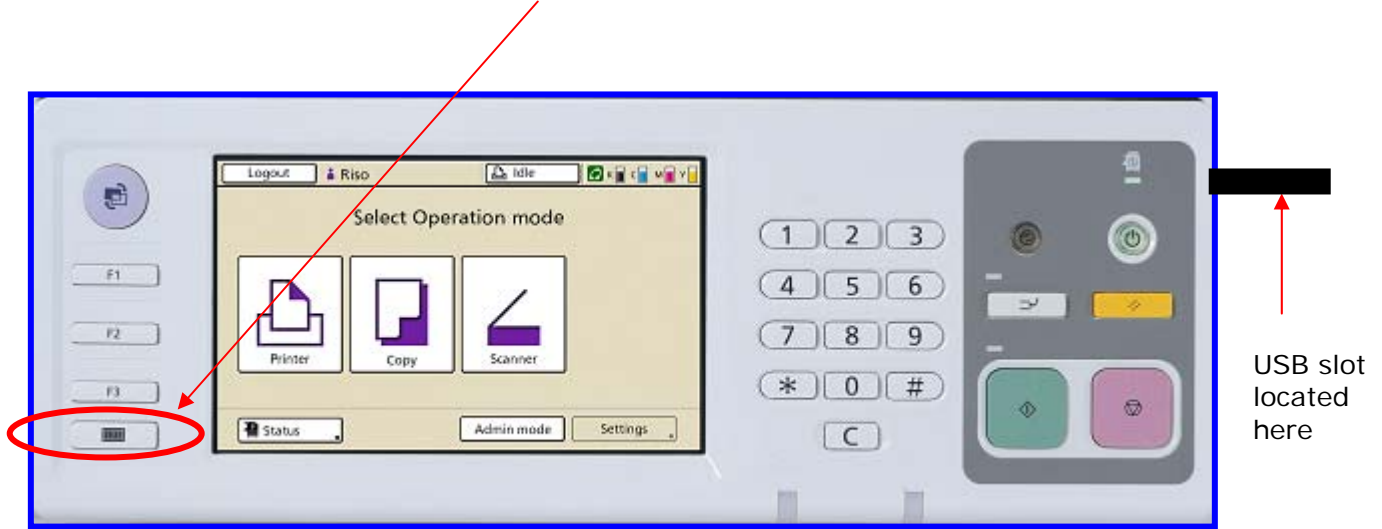 Logout Riso Idle K C M Y
Select Operation mode
F1
1 2 3
4 5 6
F2
7 8 9
Printer Copy Scanner
USB slot
located
here
F3
* 0 #
Status Admin mode Settings
C